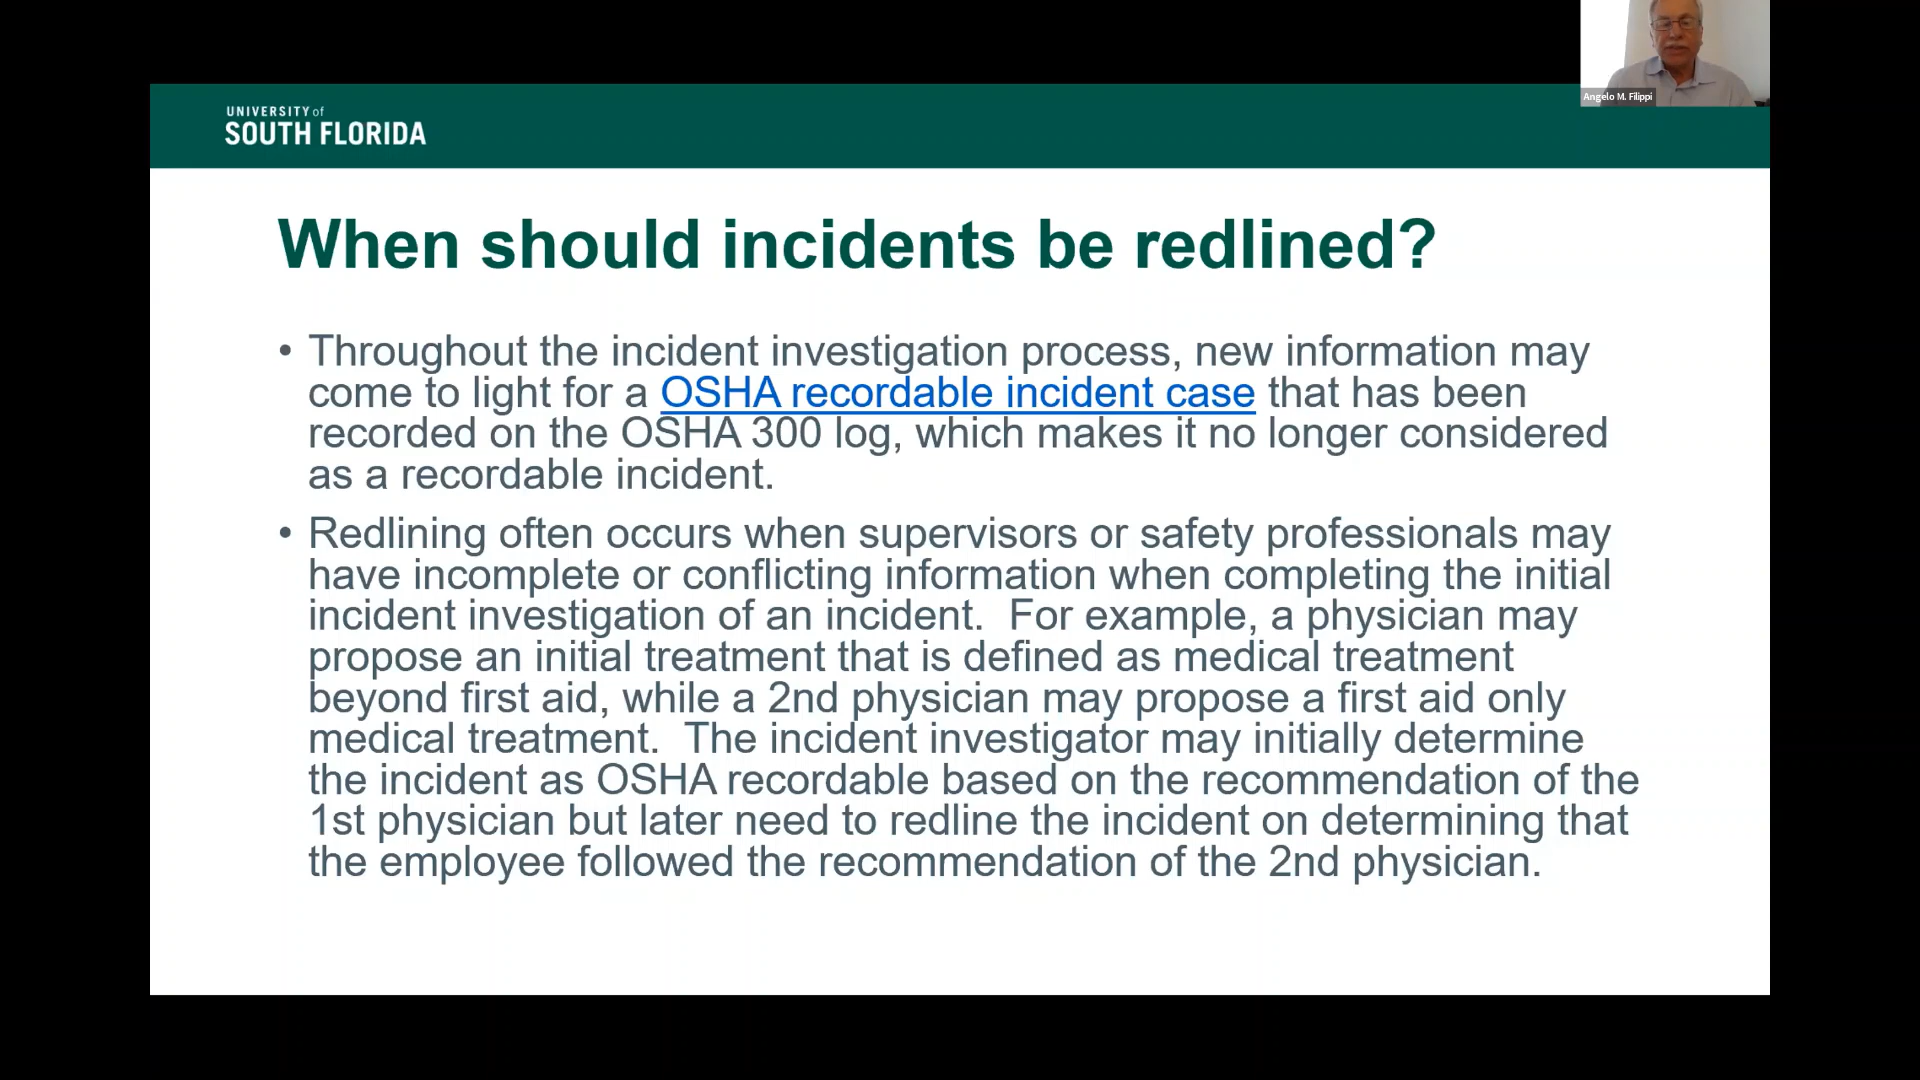 Angelo M. Filippi
UNIVERSITY of
SOUTH FLORIDA
When should incidents be redlined?
• Throughout the incident investigation process, new information may
come to light for a OSHA recordable incident case that has been
recorded on the OSHA 300 log, which makes it no longer considered
as a recordable incident.
• Redlining often occurs when supervisors or safety professionals may
have incomplete or conflicting information when completing the initial
incident investigation of an incident.  For example, a physician may
propose an initial treatment that is defined as medical treatment
beyond first aid, while a 2nd physician may propose a first aid only
medical treatment.  The incident investigator may initially determine
the incident as OSHA recordable based on the recommendation of the
1st physician but later need to redline the incident on determining that
the employee followed the recommendation of the 2nd physician.